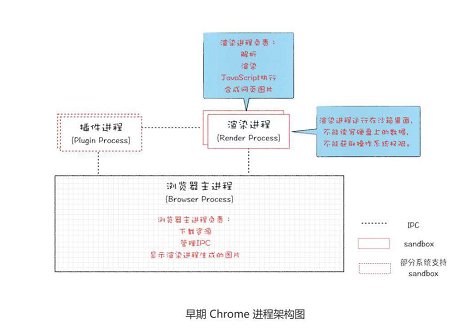 渲染进程负责：
解析
渲染
JavaScript执行
合成网页图片
插件进程
(Plugin Process)
渲染进程
(Render Process)
渲染进程运行在沙箱里面，
不能读写硬盘上的数据，
不能获取操作系统权限。
浏览器主进程
(Browser Process)
浏览器主进程负责：
下载资源
管理IPC
显示渲染进程生成的图片
IPC
sandbox
部分系统支持
sandbox
早期 Chrome 进程架构图